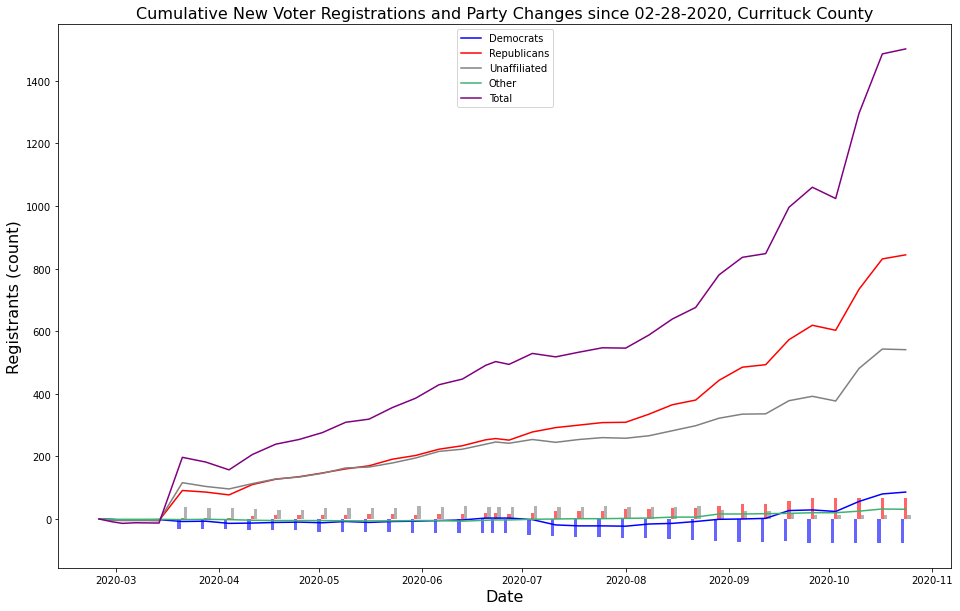 Cumulative New Voter Registrations and Party Changes since 02-28-2020, Currituck County
Democrats
Republicans
Unaffiliated
Other
Total
Registrants (count)
1400
1200
1000
800
600
400
200
0
2020-03 2020-04 2020-05 2020-06 2020-07 2020-08 2020-09 2020-10 2020-11
Date